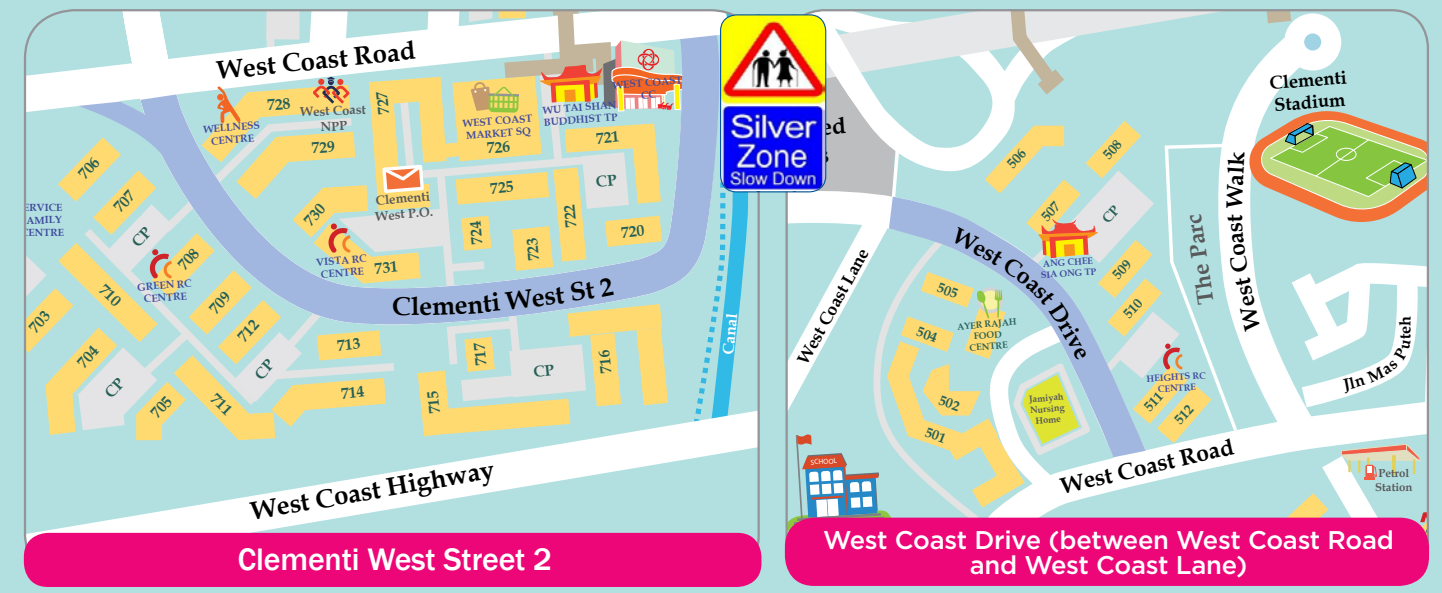 West Coast Road
728
West Coast
NPP
727
WELLNESS
CENTRE
729
WEST COAST
MARKET SQ
726
WU TAI SHAN
BUDDHIST TP
WEST COAST
CC
721
706
707
CP
730
Clementi
West P.O.
725
CP
722
724
723
720
VISTA RC
CENTRE
731
708
GREEN RC
CENTRE
710
709
712
703
704
CP
705
711
CP
Clementi West St 2
713
714
717
CP
716
715
Canal
West Coast Highway
Clementi West Street 2
Silver
Zone
Slow Down
506
508
507
CP
ANG CHEE
SIA ONG TP
509
510
West Coast Drive
West Coast Lane
505
AYER RAJAH
FOOD
CENTRE
504
502
501
Jamiyah
Nursing
Home
HEIGHTS RC
CENTRE
511
512
The Parc
West Coast Walk
Clementi
Stadium
Jln Mas Puteh
West Coast Road
SCHOOL
Petrol
Station
West Coast Drive (between West Coast Road
and West Coast Lane)